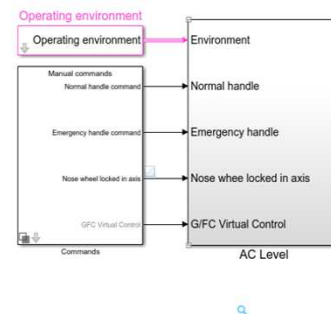 Operating environment
Operating environment
Environment
Manual commands
Normal handle command
Normal handle
Emergency handle command
Emergency handle
Nose wheel locked in axis
Nose whee locked in axis
GFC Virtual Control
G/FC Virtual Control
Commands
AC Level